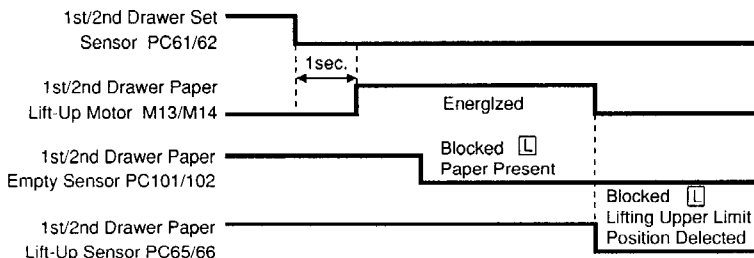 1st/2nd Drawer Set
Sensor PC61/62
1sec.
1st/2nd Drawer Paper
Lift-Up Motor M13/M14
EnergIzed
1st/2nd Drawer Paper
Empty Sensor PC101/102
Blocked L
Paper Present
Blocked L
Lifting Upper Limit
Position Delected
1st/2nd Drawer Paper
Lift-Up Sensor PC65/66